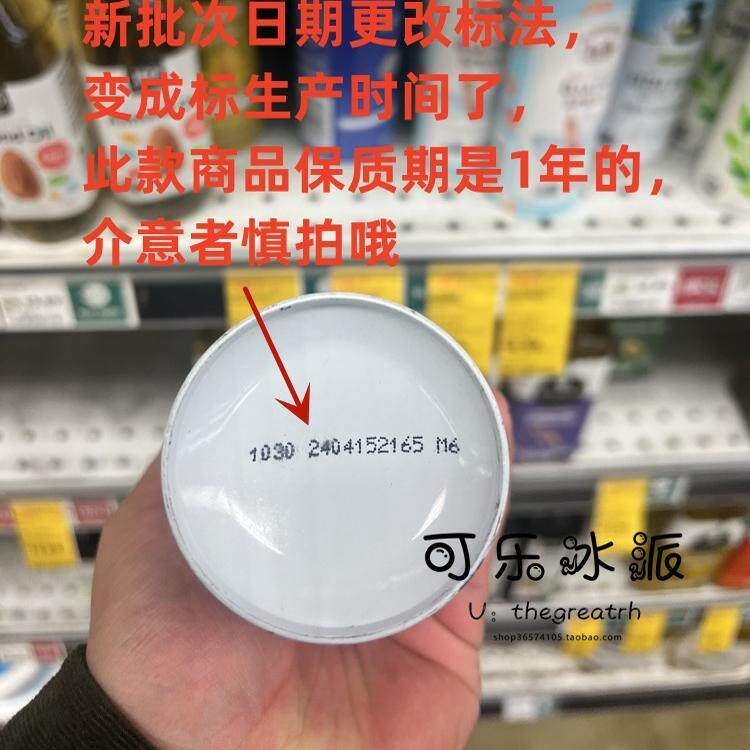 新批次日期更改标法，
变成标生产时间了，
此款商品保质期是1年的，
介意者慎拍哦
1030 2404152165 M6
可乐冰派
U：thegreatrh
shop36574105.taobao.com